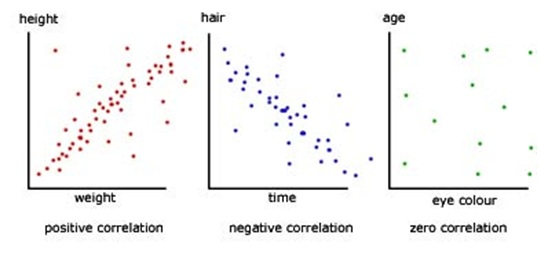 height
hair
age
weight
time
eye colour
positive correlation
negative correlation
zero correlation